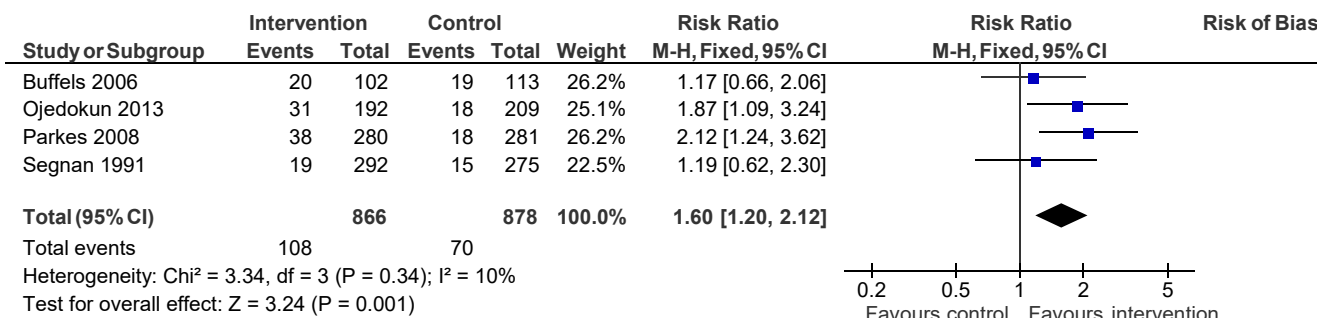 Intervention Control Risk Ratio Risk Ratio Risk of Bias
Study or Subgroup Events Total Events Total Weight M-H, Fixed, 95% CI M-H, Fixed, 95% CI
Buffels 2006 20 102 19 113 26.2% 1.17 [0.66, 2.06]
Ojedokun 2013 31 192 18 209 25.1% 1.87 [1.09, 3.24]
Parkes 2008 38 280 18 281 26.2% 2.12 [1.24, 3.62]
Segnan 1991 19 292 15 275 22.5% 1.19 [0.62, 2.30]
Total (95% CI) 866 878 100.0% 1.60 [1.20, 2.12]
Total events 108 70
Heterogeneity: Chi² = 3.34, df = 3 (P = 0.34); I² = 10%
Test for overall effect: Z = 3.24 (P = 0.001)
0.2 0.5 1 2 5
Favours control Favours intervention